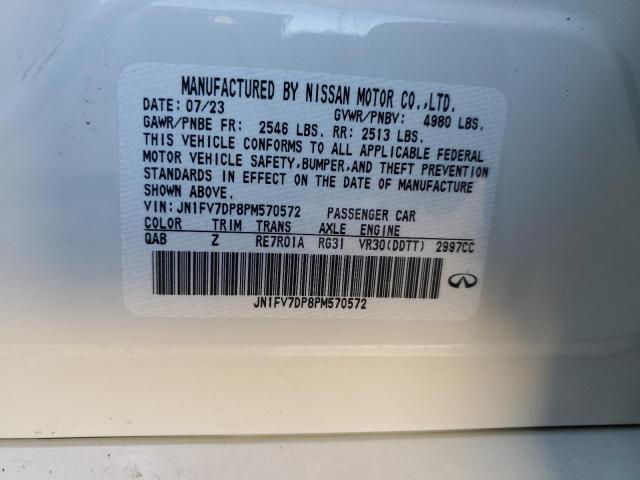 MANUFACTURED BY NISSAN MOTOR CO.,LTD.
DATE: 07/23 GVWR/PNBV: 4980 LBS.
GAWR/PNBE FR: 2546 LBS. RR: 2513 LBS.
THIS VEHICLE CONFORMS TO ALL APPLICABLE FEDERAL
MOTOR VEHICLE SAFETY,BUMPER,AND THEFT PREVENTION
STANDARDS IN EFFECT ON THE DATE OF MANUFACTURE
SHOWN ABOVE.
VIN: JN1FV7DP8PM570572 PASSENGER CAR
COLOR TRIM TRANS AXLE ENGINE
QAB Z RE7R01A RG31 VR30(DDTT) 2997CC
JN1FV7DP8PM570572